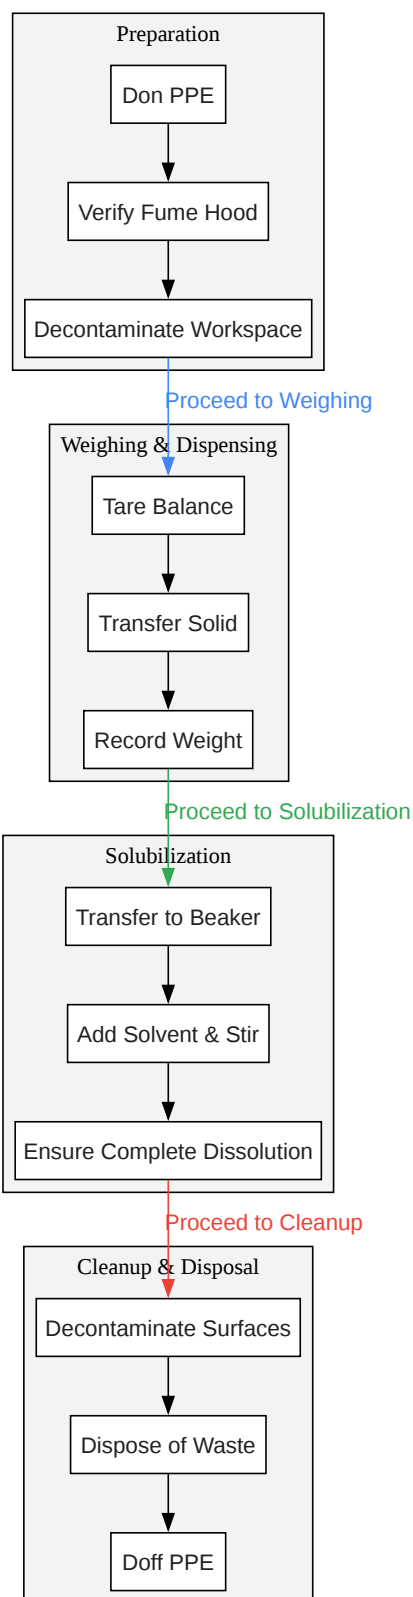 Preparation
Don PPE
Verify Fume Hood
Decontaminate Workspace
Proceed to Weighing
Weighing & Dispensing
Tare Balance
Transfer Solid
Record Weight
Proceed to Solubilization
Solubilization
Transfer to Beaker
Add Solvent & Stir
Ensure Complete Dissolution
Proceed to Cleanup
Cleanup & Disposal
Decontaminate Surfaces
Dispose of Waste
Doff PPE